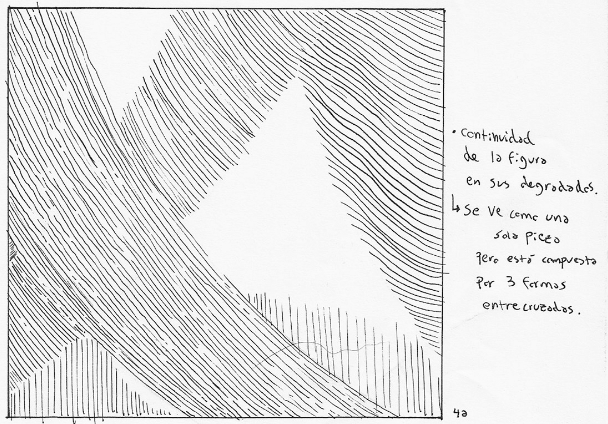 • continuidad
de la figura
en sus degradados.
↳ Se ve como una
sola pieza
pero está compuesta
por 3 formas
entrecruzadas.
4a